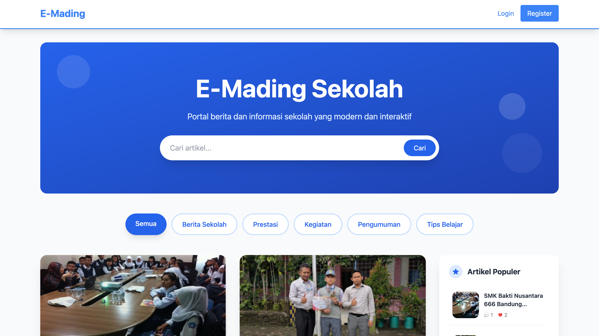 E-Mading
Login
Register
E-Mading Sekolah
Portal berita dan informasi sekolah yang modern dan interaktif
Cari artikel...
Cari
Semua
Berita Sekolah
Prestasi
Kegiatan
Pengumuman
Tips Belajar
Artikel Populer
SMK Bakti Nusantara
666 Bandung...
1
2